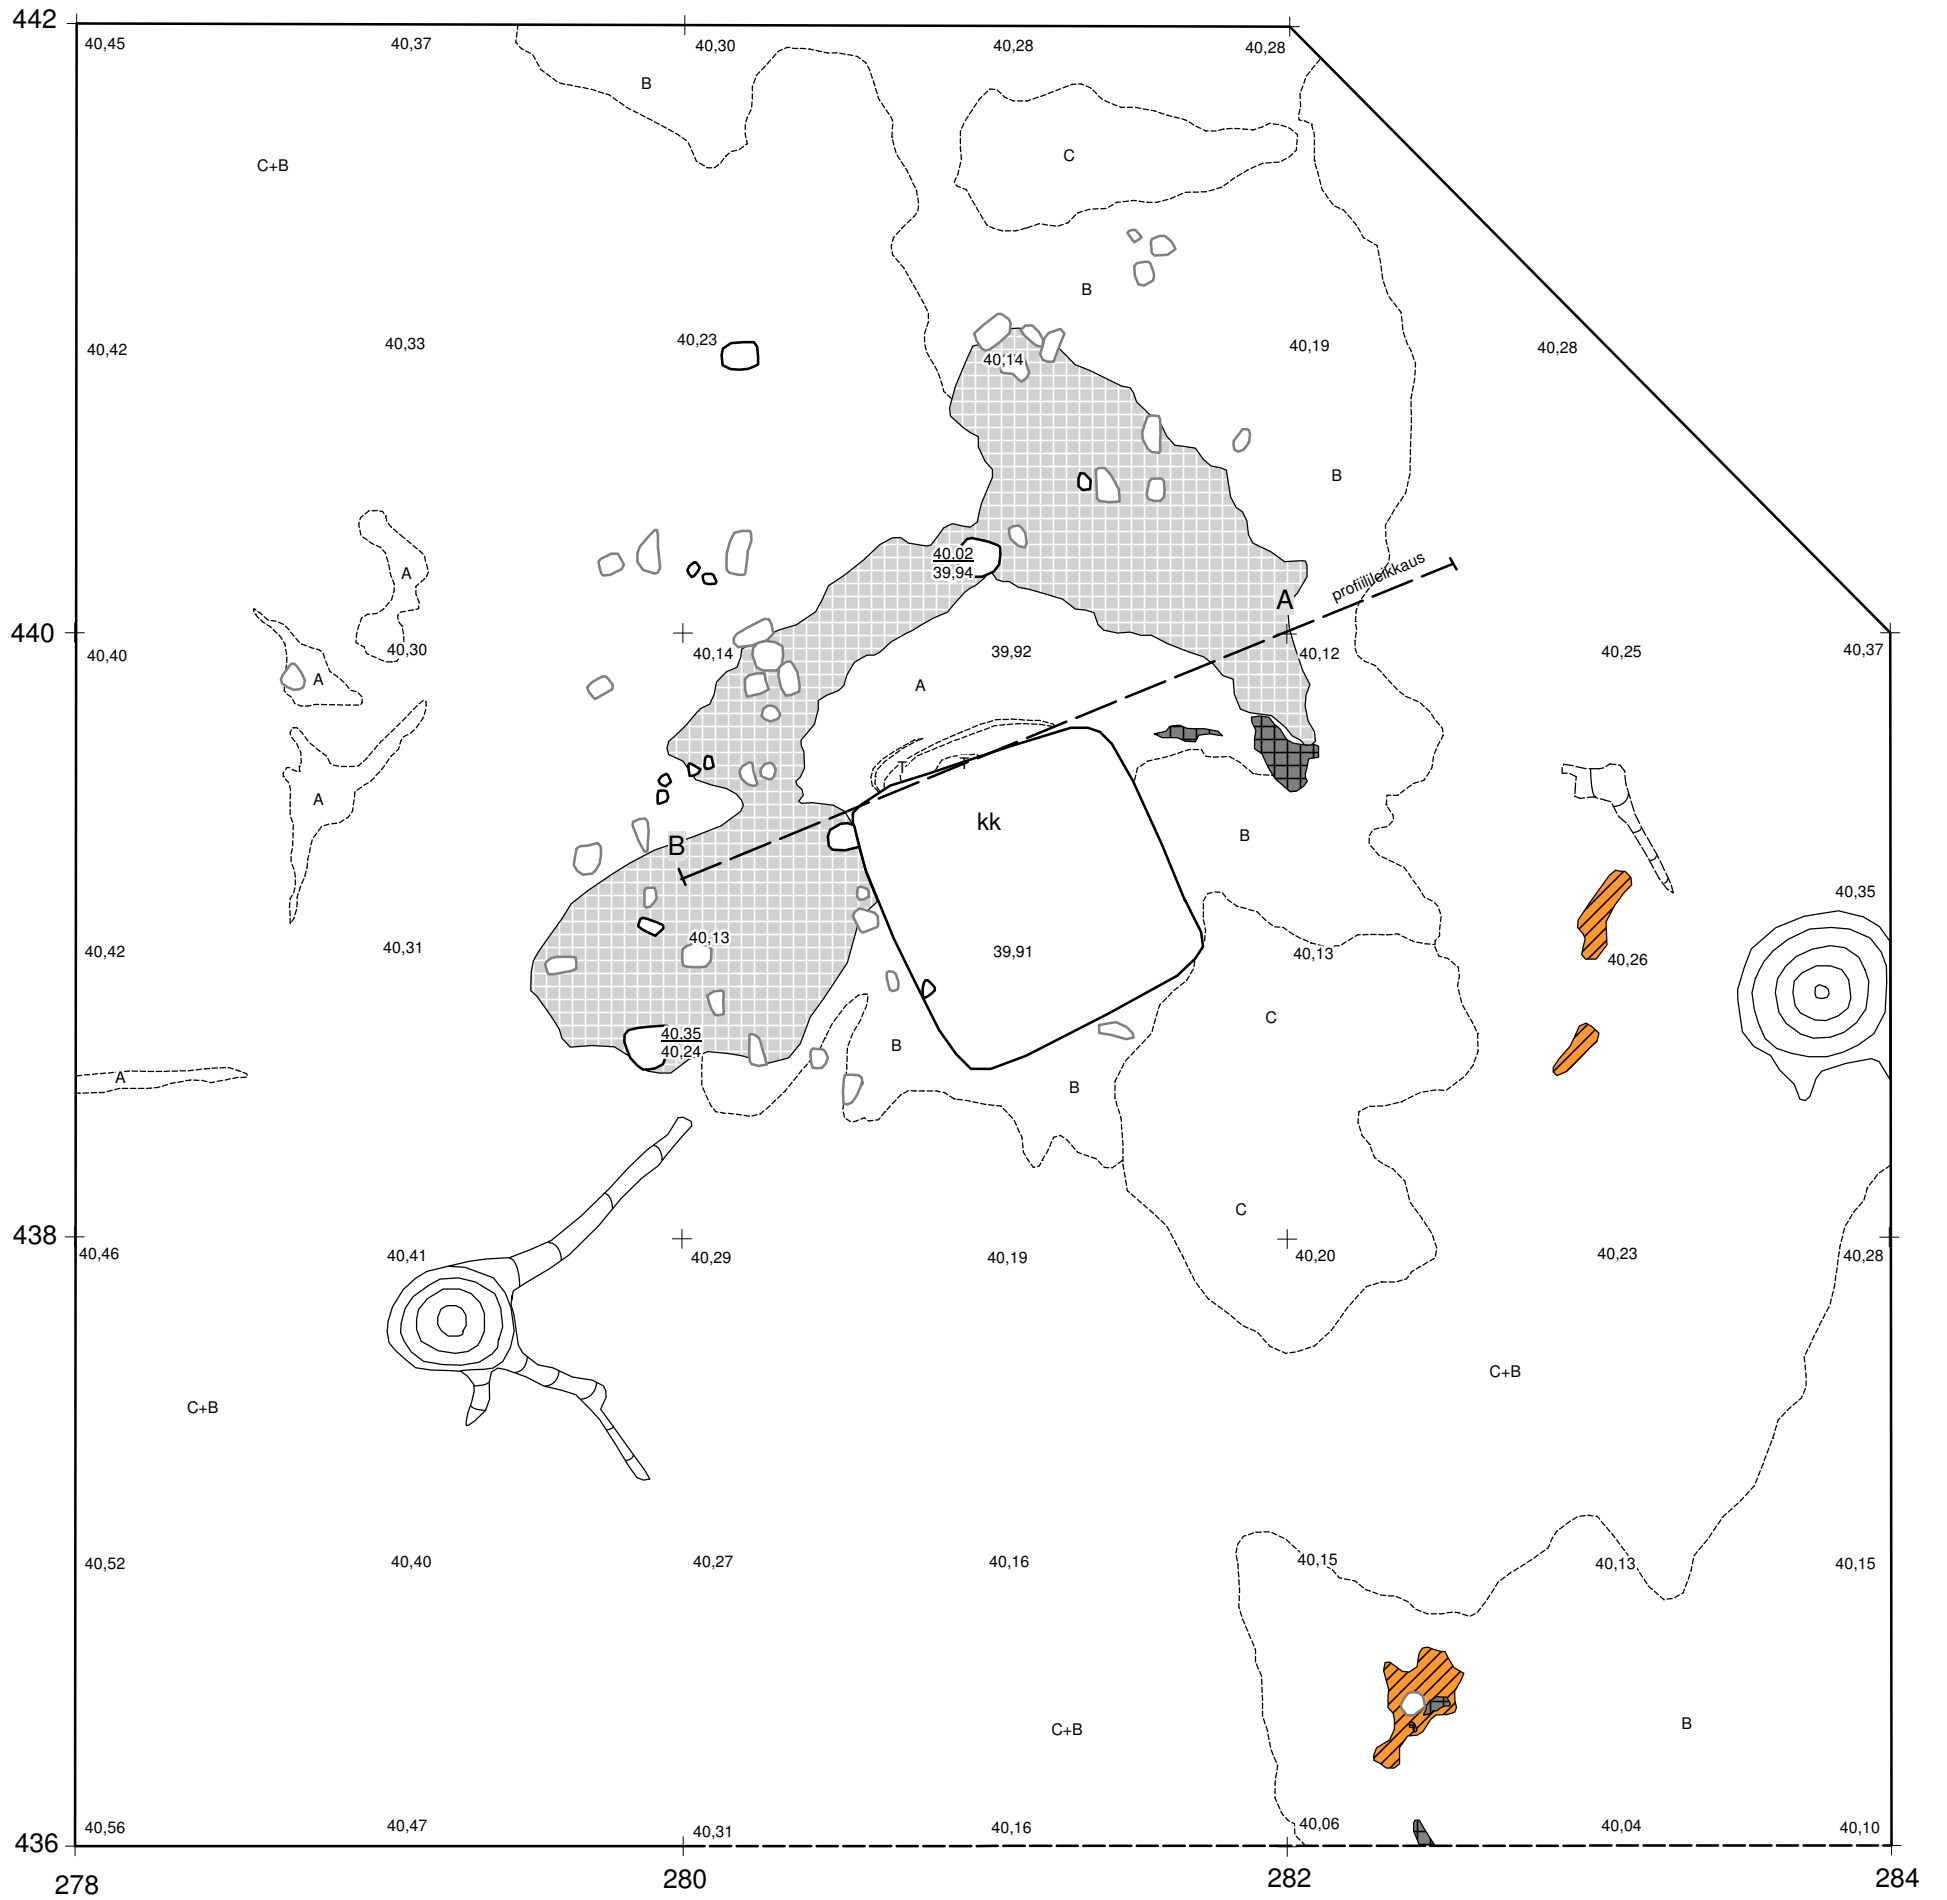 442
40,45 40,37 40,30 40,28 40,28
B
C
C+B
B
40,42 40,33 40,23 40,14 40,19 40,28
B
40,02
39,94
profiilileikkaus
A
A
440
40,40 40,30 40,14 39,92 40,12 40,25 40,37
A A
T T
A
kk
B B
40,35
40,42 40,31 40,13 39,91 40,13 40,26
C
40,35
40,24
B
A
B
C
438
40,46 40,41 40,29 40,19 40,20 40,23 40,28
C+B
C+B
40,52 40,40 40,27 40,16 40,15 40,13 40,15
C+B B
40,56 40,47 40,31 40,16 40,06 40,04 40,10
436
278 280 282 284